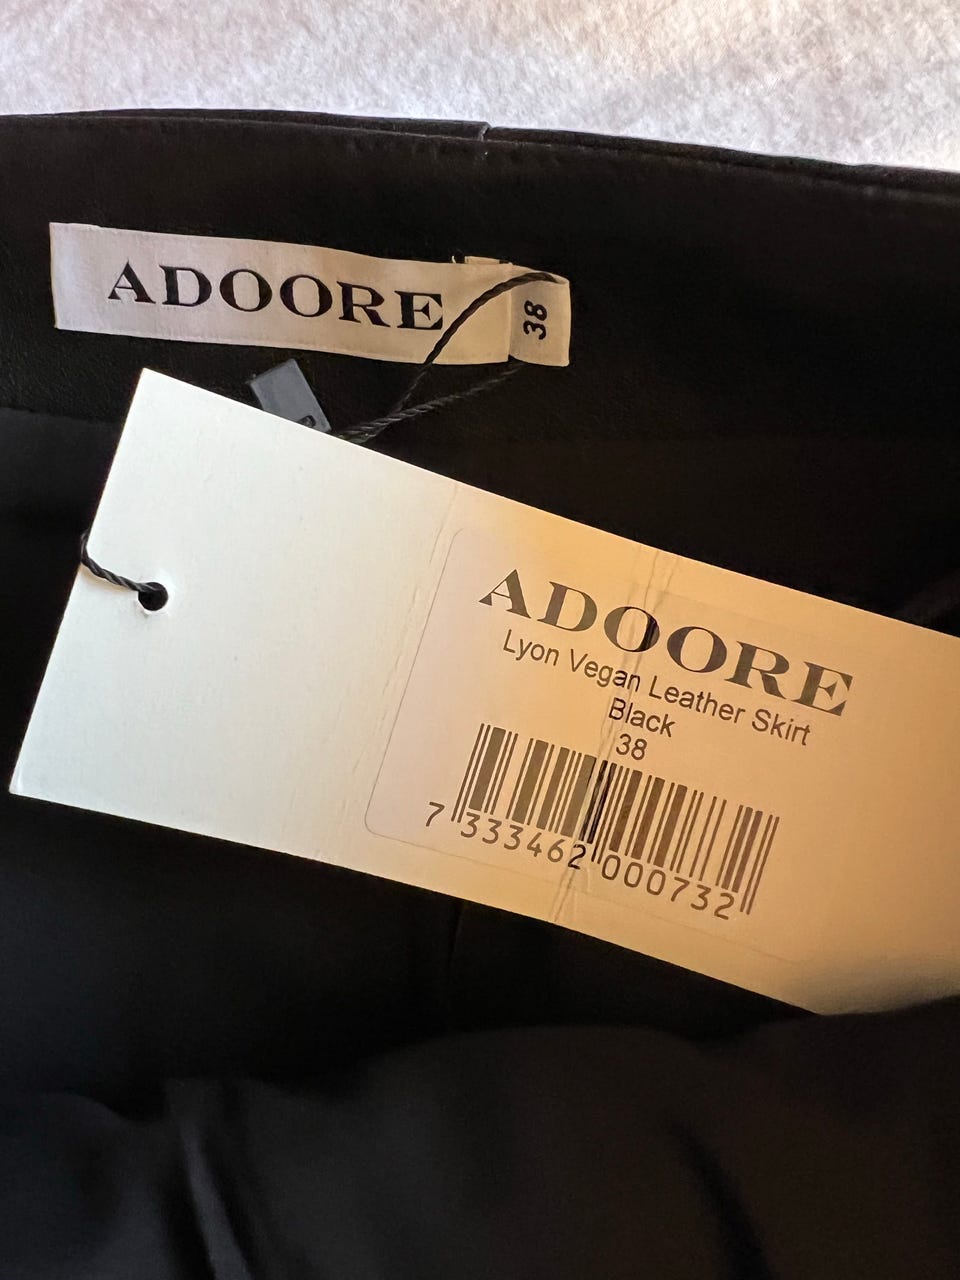 ADOORE
38
ADOORE
Lyon Vegan Leather Skirt
Black
38
7 333462 000732